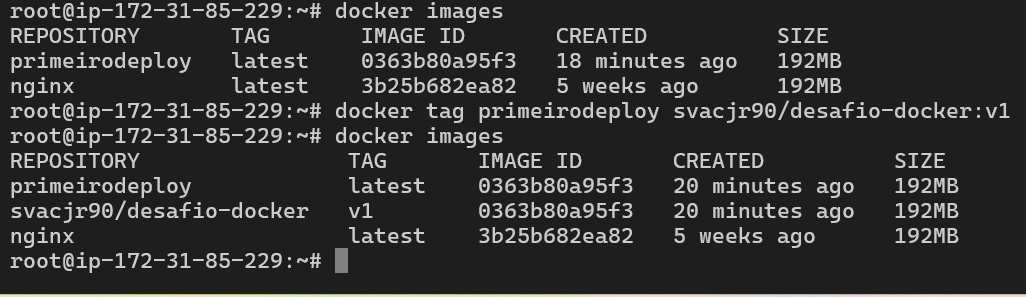 root@ip-172-31-85-229:~# docker images
REPOSITORY       TAG       IMAGE ID       CREATED          SIZE
primeirodeploy   latest    0363b80a95f3   18 minutes ago   192MB
nginx            latest    3b25b682ea82   5 weeks ago      192MB
root@ip-172-31-85-229:~# docker tag primeirodeploy svacjr90/desafio-docker:v1
root@ip-172-31-85-229:~# docker images
REPOSITORY                TAG       IMAGE ID       CREATED          SIZE
primeirodeploy            latest    0363b80a95f3   20 minutes ago   192MB
svacjr90/desafio-docker   v1        0363b80a95f3   20 minutes ago   192MB
nginx                     latest    3b25b682ea82   5 weeks ago      192MB
root@ip-172-31-85-229:~#